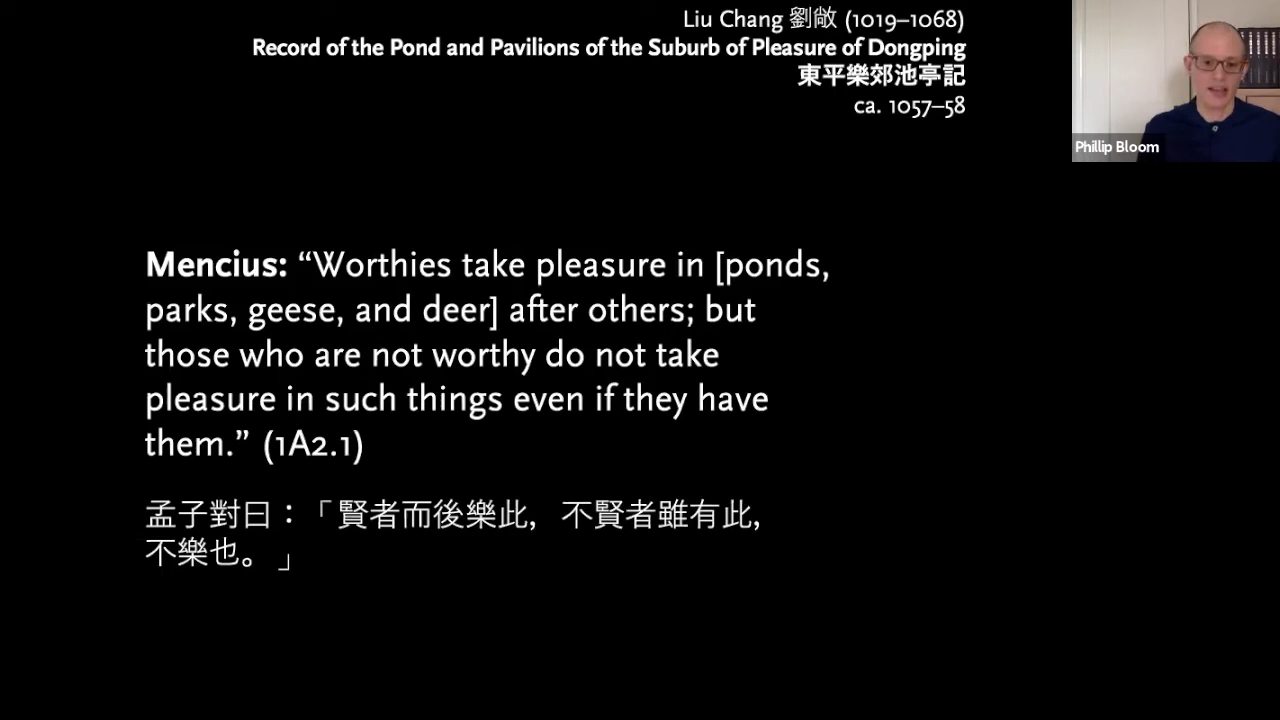 Liu Chang 劉敞 (1019–1068)
Record of the Pond and Pavilions of the Suburb of Pleasure of Dongping
東平樂郊池亭記
ca. 1057–58
Phillip Bloom
Mencius: “Worthies take pleasure in [ponds,
parks, geese, and deer] after others; but
those who are not worthy do not take
pleasure in such things even if they have
them.” (1A2.1)
孟子對曰：「賢者而後樂此，不賢者雖有此，
不樂也。」